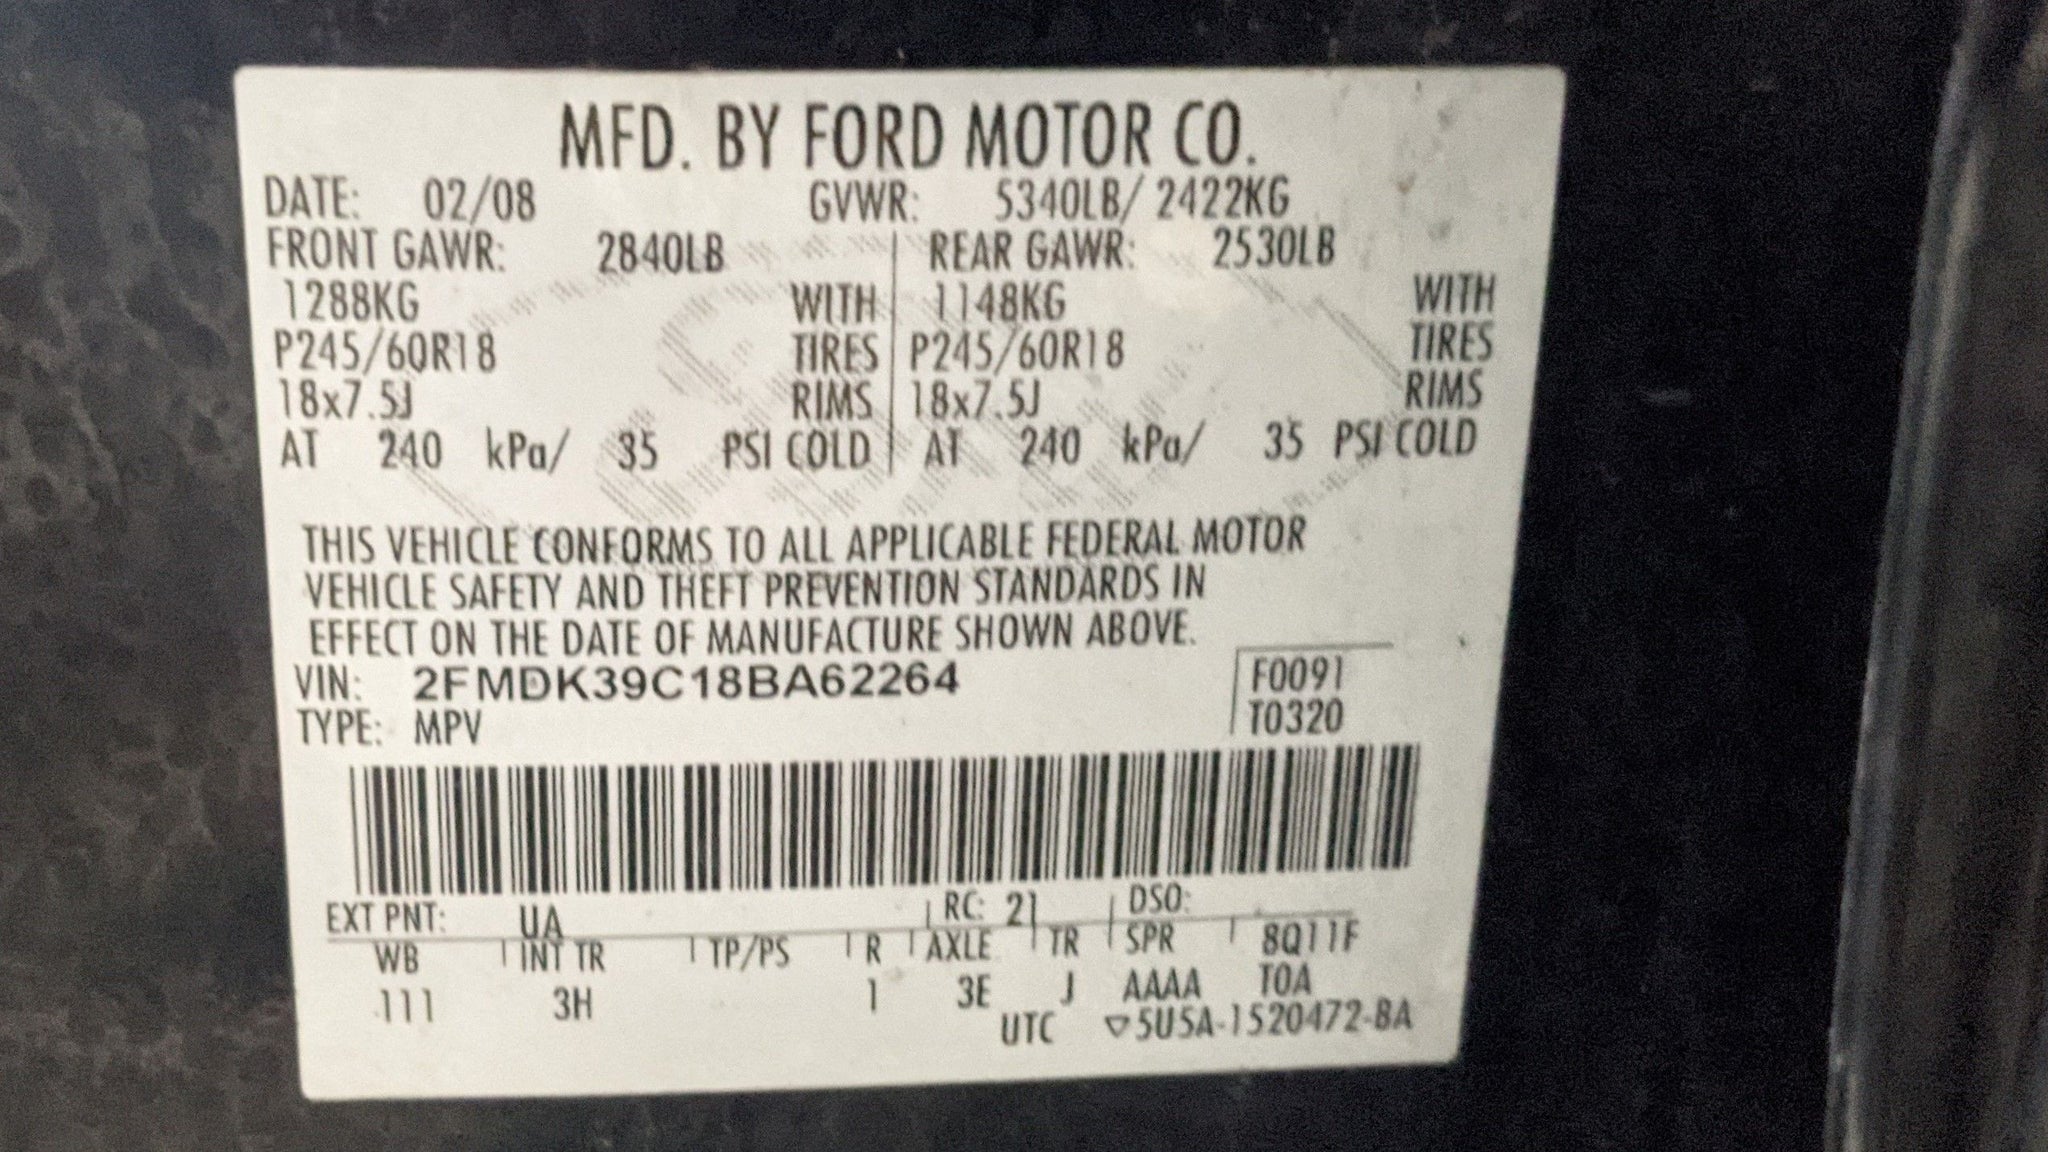 MFD. BY FORD MOTOR CO.
DATE: 02/08 GVWR: 5340LB/ 2422KG
FRONT GAWR: 2840LB REAR GAWR: 2530LB
1288KG WITH 1148KG WITH
P245/60R18 TIRES P245/60R18 TIRES
18x7.5J RIMS 18x7.5J RIMS
AT 240 kPa/ 35 PSI COLD AT 240 kPa/ 35 PSI COLD
THIS VEHICLE CONFORMS TO ALL APPLICABLE FEDERAL MOTOR
VEHICLE SAFETY AND THEFT PREVENTION STANDARDS IN
EFFECT ON THE DATE OF MANUFACTURE SHOWN ABOVE.
VIN: 2FMDK39C18BA62264 F0091
TYPE: MPV T0320
EXT PNT: UA RC: 21 DSO:
WB INT TR TP/PS R AXLE TR SPR 8Q11F
111 3H 1 3E J AAAA TOA
UTC ▽5U5A-1520472-BA